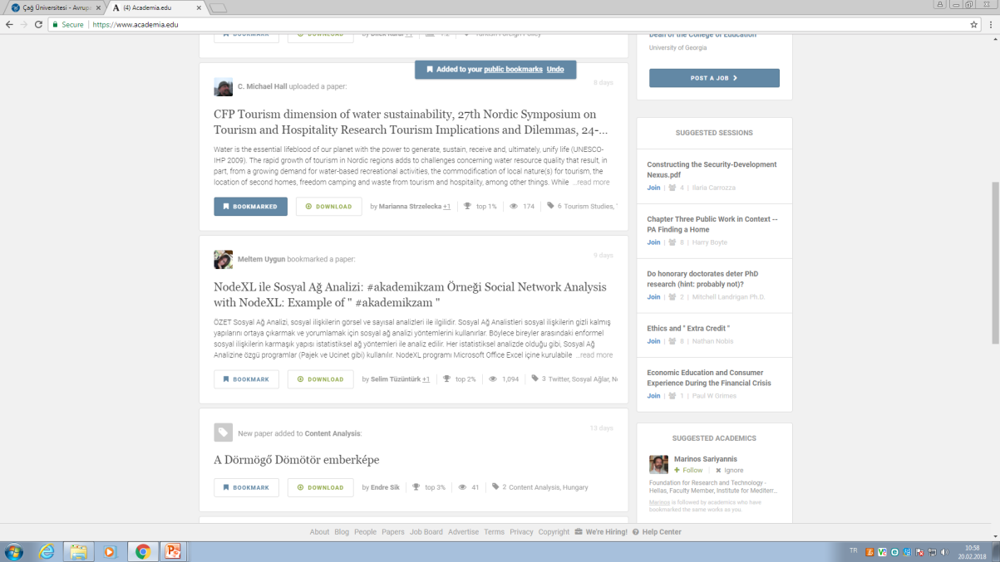 Çağ Üniversitesi - Avrupa
(4) Academia.edu
Secure | https://www.academia.edu
Turkish Foreign Policy
Added to your public bookmarks Undo
C. Michael Hall uploaded a paper:
8 days
CFP Tourism dimension of water sustainability, 27th Nordic Symposium on
Tourism and Hospitality Research Tourism Implications and Dilemmas, 24-...
Water is the essential lifeblood of our planet with the power to generate, sustain, receive and, ultimately, unify life (UNESCO-
IHP 2009). The rapid growth of tourism in Nordic regions adds to challenges concerning water resource quality that result, in
part, from a growing demand for water-based recreational activities, the commodification of local nature(s) for tourism, the
location of second homes, freedom camping and waste from tourism and hospitality, among other things. While ...read more
BOOKMARKED DOWNLOAD by Marianna Strzelecka +1 top 1% 174 6 Tourism Studies,
Meltem Uygun bookmarked a paper:
9 days
NodeXL ile Sosyal Ağ Analizi: #akademikzam Örneği Social Network Analysis
with NodeXL: Example of " #akademikzam "
ÖZET Sosyal Ağ Analizi, sosyal ilişkilerin görsel ve sayısal analizleri ile ilgilidir. Sosyal Ağ Analistleri sosyal ilişkilerin gizli kalmış
yapılarını ortaya çıkarmak ve yorumlamak için sosyal ağ analizi yöntemlerini kullanırlar. Böylece bireyler arasındaki enformel
sosyal ilişkilerin karmaşık yapısı istatistiksel ağ yöntemleri ile analiz edilir. Her istatistiksel analizde olduğu gibi, Sosyal Ağ
Analizine özgü programlar (Pajek ve Ucinet gibi) kullanılır. NodeXL programı Microsoft Office Excel içine kurulabile ...read more
BOOKMARK DOWNLOAD by Selim Tüzüntürk +1 top 2% 1,094 3 Twitter, Sosyal Ağlar,
New paper added to Content Analysis:
13 days
A Dörmögő Dömötör emberképe
BOOKMARK DOWNLOAD by Endre Sik top 3% 41 2 Content Analysis, Hungary
Dean of the College of Education
University of Georgia
POST A JOB
SUGGESTED SESSIONS
Constructing the Security-Development
Nexus.pdf
Join | 4 | Ilaria Carrozza
Chapter Three Public Work in Context --
PA Finding a Home
Join | 8 | Harry Boyte
Do honorary doctorates deter PhD
research (hint: probably not)?
Join | 2 | Mitchell Landrigan Ph.D.
Ethics and " Extra Credit "
Join | 8 | Nathan Nobis
Economic Education and Consumer
Experience During the Financial Crisis
Join | 1 | Paul W Grimes
SUGGESTED ACADEMICS
Marinos Sariyannis
Follow | Ignore
Foundation for Research and Technology -
Hellas, Faculty Member, Institute for Mediterr...
Marinos is followed by academics who have
bookmarked the same works as you.
About Blog People Papers Job Board Advertise Terms Privacy Copyright We're Hiring! Help Center
TR
10:58
20.02.2018